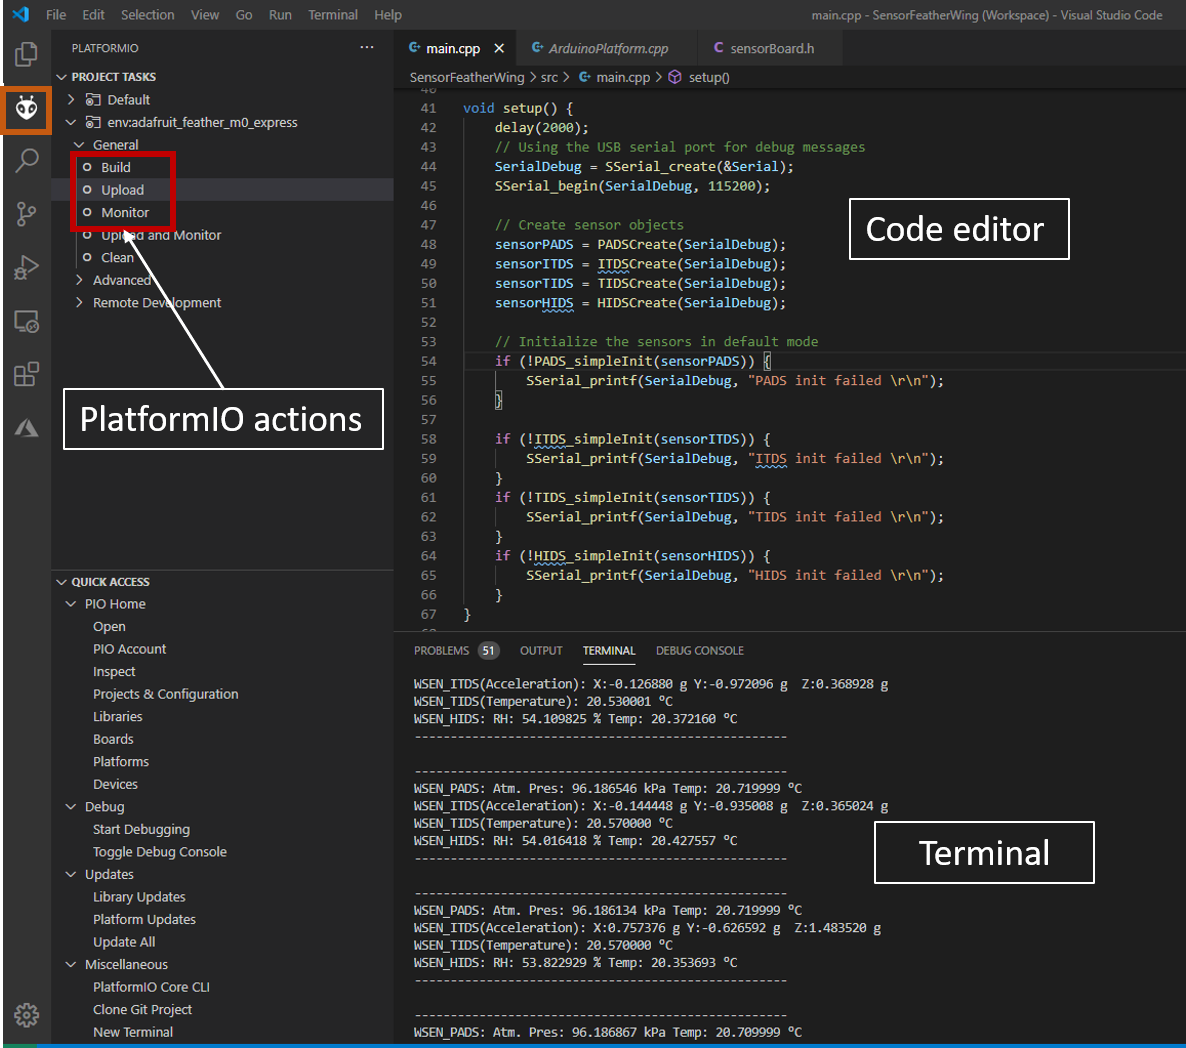 File Edit Selection View Go Run Terminal Help
main.cpp - SensorFeatherWing (Workspace) - Visual Studio Code
PLATFORMIO
PROJECT TASKS
Default
env:adafruit_feather_m0_express
General
Build
Upload
Monitor
Upload and Monitor
Clean
Advanced
Remote Development
PlatformIO actions
QUICK ACCESS
PIO Home
Open
PIO Account
Inspect
Projects & Configuration
Libraries
Boards
Platforms
Devices
Debug
Start Debugging
Toggle Debug Console
Updates
Library Updates
Platform Updates
Update All
Miscellaneous
PlatformIO Core CLI
Clone Git Project
New Terminal
main.cpp ArduinoPlatform.cpp C sensorBoard.h
SensorFeatherWing > src > main.cpp > setup()
40
41 void setup() {
42 delay(2000);
43 // Using the USB serial port for debug messages
44 SerialDebug = SSerial_create(&Serial);
45 SSerial_begin(SerialDebug, 115200);
46
47 // Create sensor objects
48 sensorPADS = PADSCreate(SerialDebug);
49 sensorITDS = ITDSCreate(SerialDebug);
50 sensorTIDS = TIDSCreate(SerialDebug);
51 sensorHIDS = HIDSCreate(SerialDebug);
52
53 // Initialize the sensors in default mode
54 if (!PADS_simpleInit(sensorPADS)) {
55 SSerial_printf(SerialDebug, "PADS init failed \r\n");
56 }
57
58 if (!ITDS_simpleInit(sensorITDS)) {
59 SSerial_printf(SerialDebug, "ITDS init failed \r\n");
60 }
61 if (!TIDS_simpleInit(sensorTIDS)) {
62 SSerial_printf(SerialDebug, "TIDS init failed \r\n");
63 }
64 if (!HIDS_simpleInit(sensorHIDS)) {
65 SSerial_printf(SerialDebug, "HIDS init failed \r\n");
66 }
67 }
Code editor
PROBLEMS 51 OUTPUT TERMINAL DEBUG CONSOLE
WSEN_ITDS(Acceleration): X:-0.126880 g Y:-0.972096 g Z:0.368928 g
WSEN_TIDS(Temperature): 20.530001 ºC
WSEN_HIDS: RH: 54.109825 % Temp: 20.372160 ºC
------------------------------------------------
------------------------------------------------
WSEN_PADS: Atm. Pres: 96.186546 kPa Temp: 20.719999 ºC
WSEN_ITDS(Acceleration): X:-0.144448 g Y:-0.935008 g Z:0.365024 g
WSEN_TIDS(Temperature): 20.570000 ºC
WSEN_HIDS: RH: 54.016418 % Temp: 20.427557 ºC
------------------------------------------------
------------------------------------------------
WSEN_PADS: Atm. Pres: 96.186134 kPa Temp: 20.719999 ºC
WSEN_ITDS(Acceleration): X:0.757376 g Y:-0.626592 g Z:1.483520 g
WSEN_TIDS(Temperature): 20.570000 ºC
WSEN_HIDS: RH: 53.822929 % Temp: 20.353693 ºC
------------------------------------------------
------------------------------------------------
WSEN_PADS: Atm. Pres: 96.186867 kPa Temp: 20.709999 ºC
Terminal